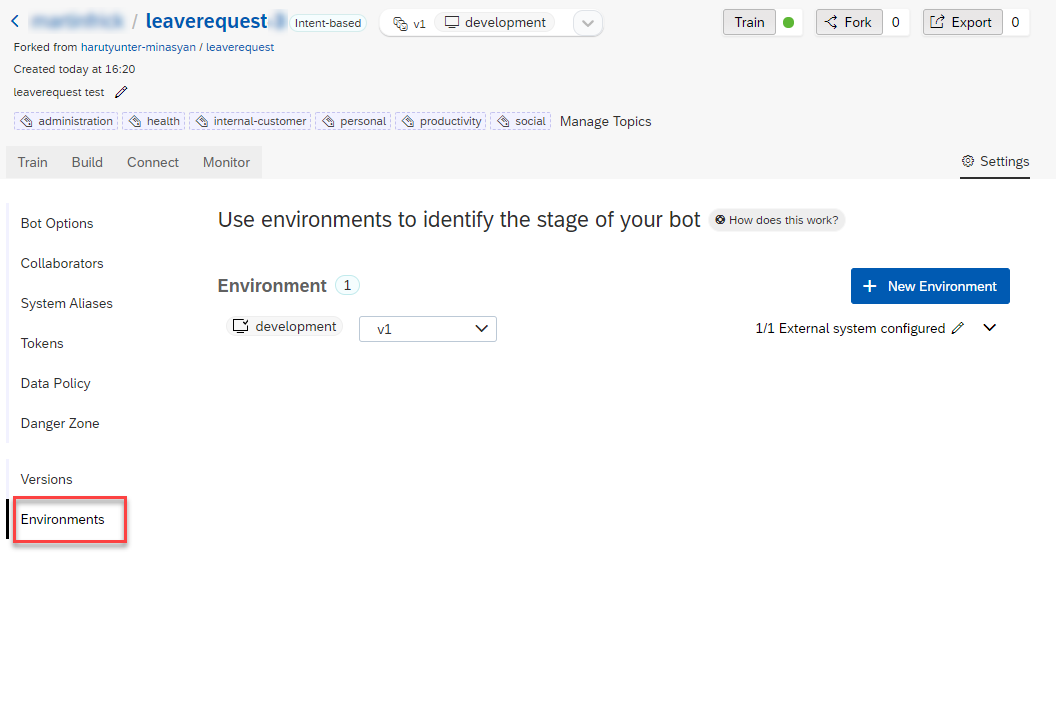 / leaverequest Intent-based v1 development Train Fork 0 Export 0
Forked from harutyunter-minasyan / leaverequest
Created today at 16:20
leaverequest test
administration health internal-customer personal productivity social Manage Topics
Train Build Connect Monitor Settings
Bot Options
Collaborators
System Aliases
Tokens
Data Policy
Danger Zone
Versions
Environments
Use environments to identify the stage of your bot How does this work?
Environment 1 + New Environment
development v1 1/1 External system configured